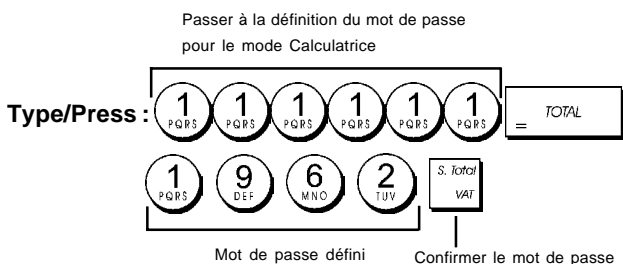 Passer à la définition du mot de passe
pour le mode Calculatrice
Type/Press : 1 PQRS 1 PQRS 1 PQRS 1 PQRS 1 PQRS 1 PQRS = TOTAL
1 PQRS 9 DEF 6 MNO 2 TUV S. Total VAT
Mot de passe défini Confirmer le mot de passe